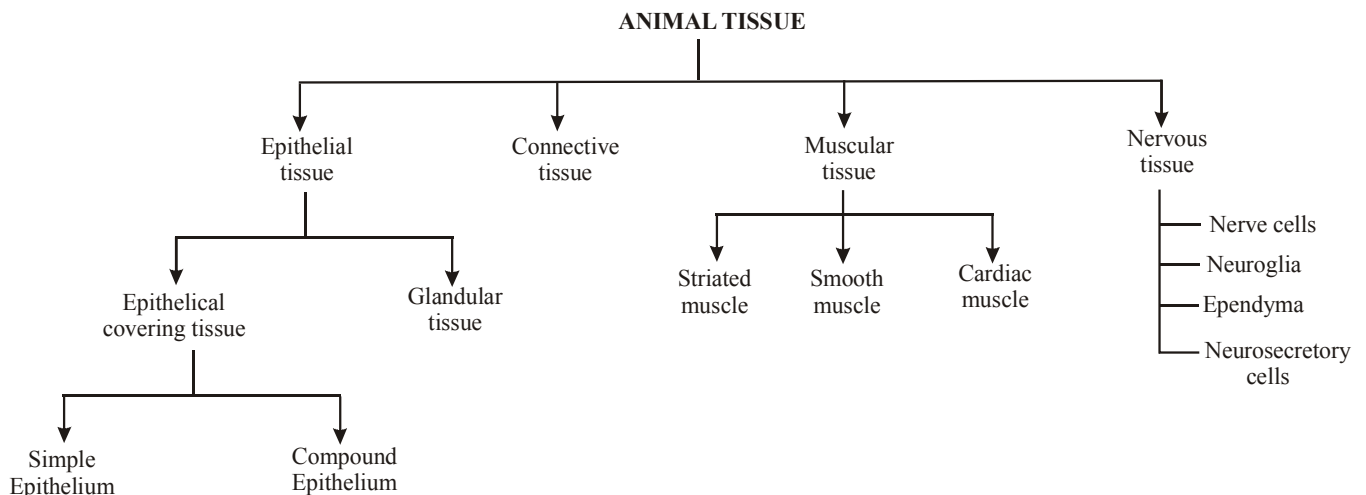 ANIMAL TISSUE
Epithelial
tissue
Connective
tissue
Muscular
tissue
Nervous
tissue
Nerve cells
Neuroglia
Ependyma
Neurosecretory
cells
Striated
muscle
Smooth
muscle
Cardiac
muscle
Epithelical
covering tissue
Glandular
tissue
Simple
Epithelium
Compound
Epithelium